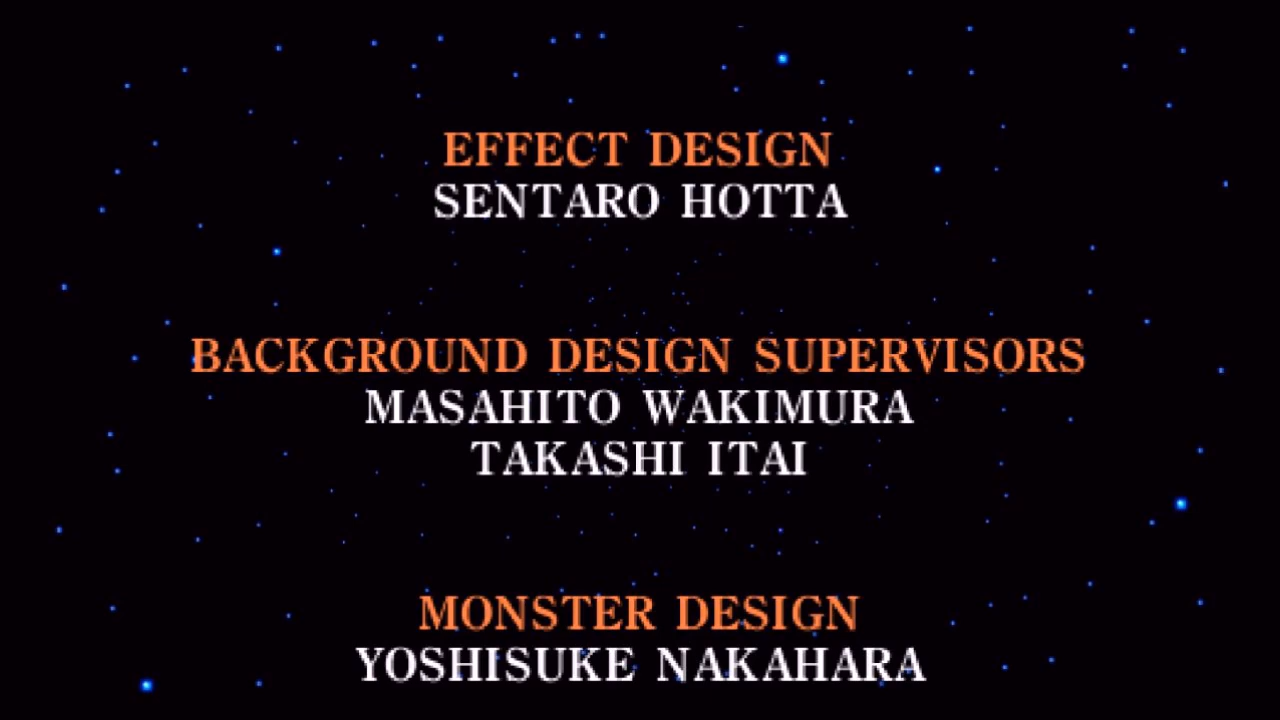 EFFECT DESIGN
SENTARO HOTTA
BACKGROUND DESIGN SUPERVISORS
MASAHITO WAKIMURA
TAKASHI ITAI
MONSTER DESIGN
YOSHISUKE NAKAHARA